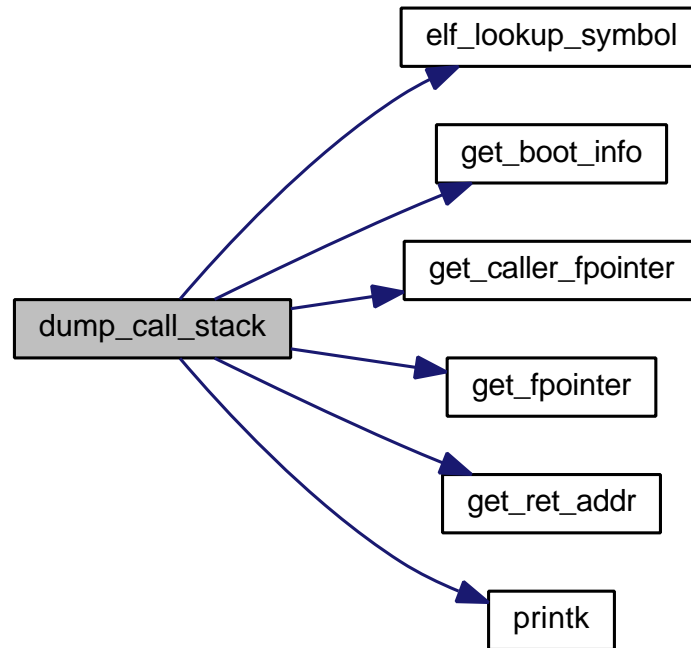 elf_lookup_symbol
get_boot_info
get_caller_fpointer
dump_call_stack
get_fpointer
get_ret_addr
printk